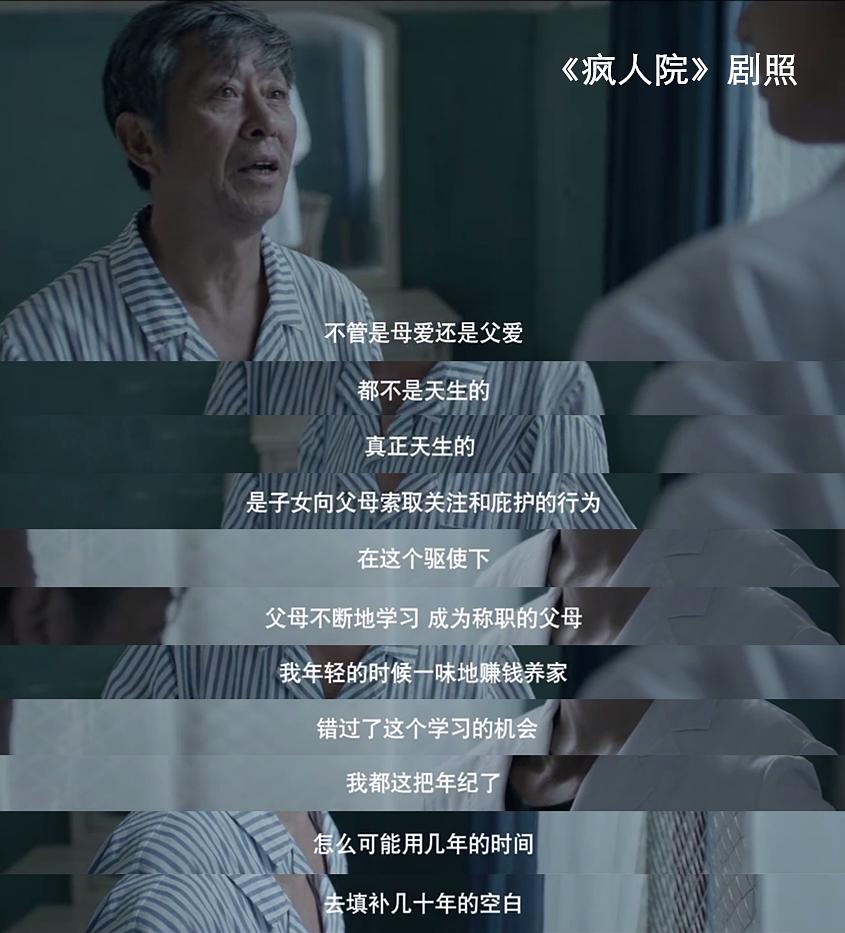 《疯人院》剧照
不管是母爱还是父爱
都不是天生的
真正天生的
是子女向父母索取关注和庇护的行为
在这个驱使下
父母不断地学习 成为称职的父母
我年轻的时候一味地赚钱养家
错过了这个学习的机会
我都这把年纪了
怎么可能用几年的时间
去填补几十年的空白